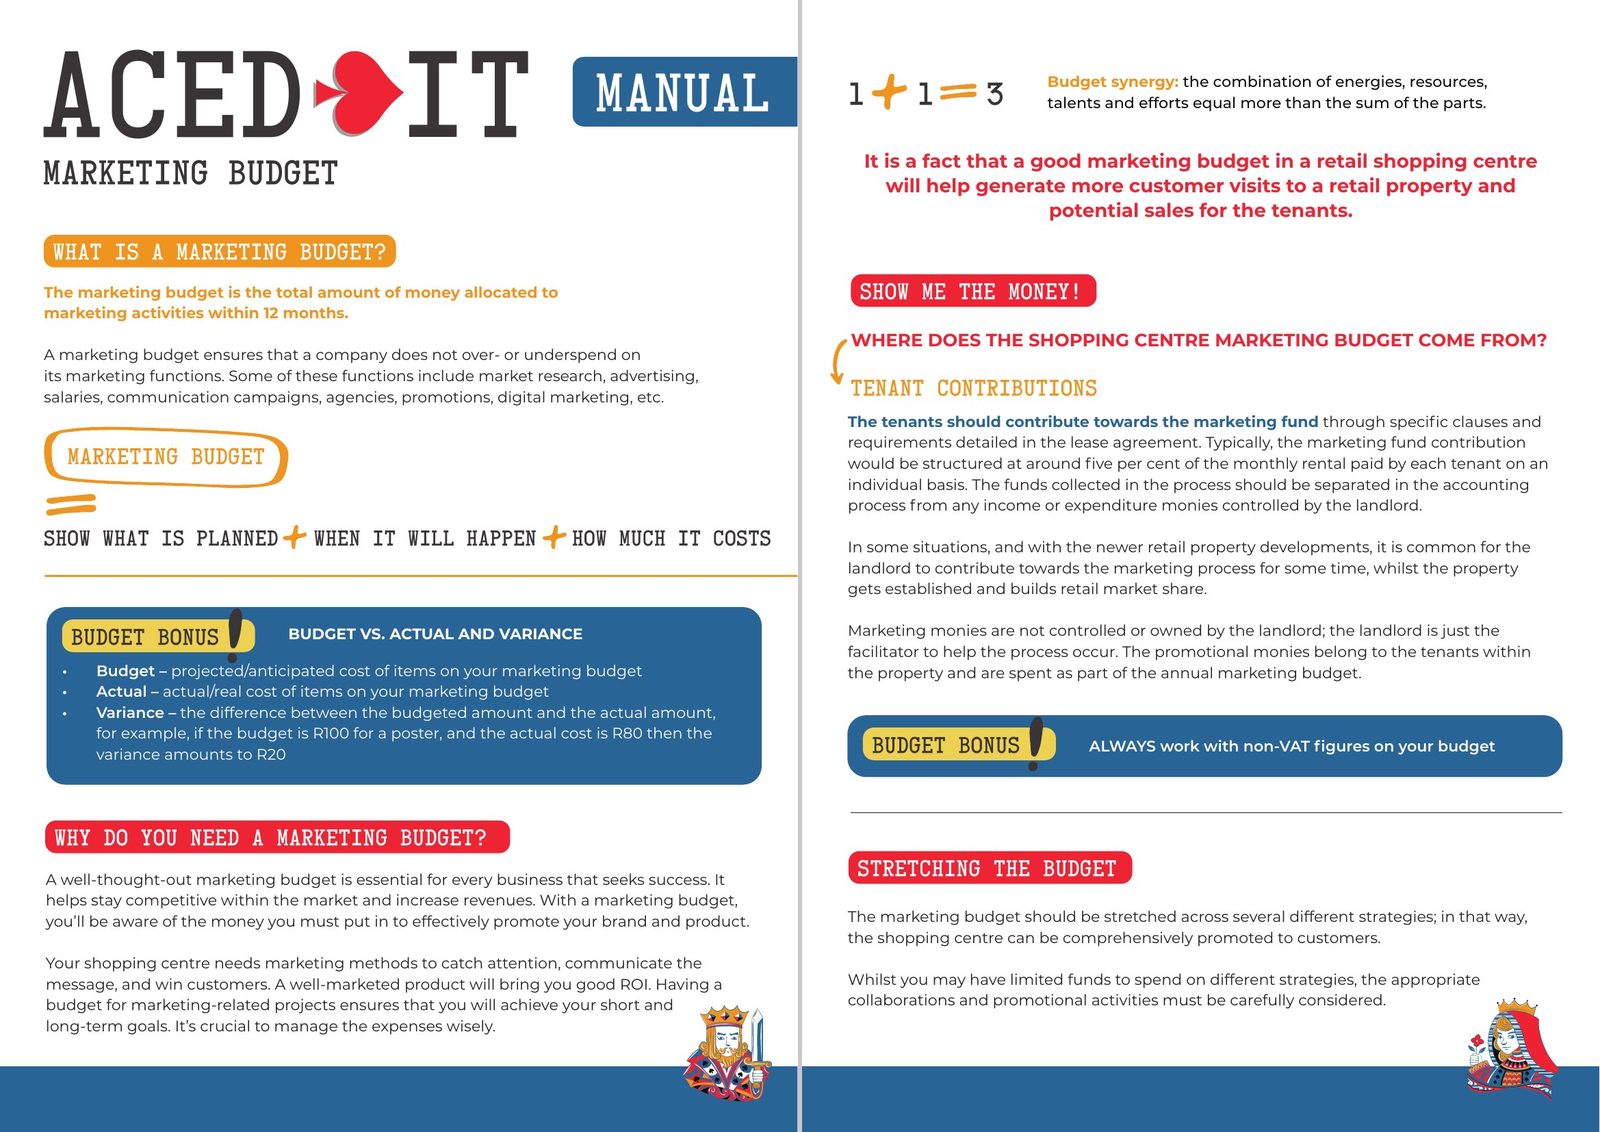 ACED IT
MANUAL
MARKETING BUDGET
WHAT IS A MARKETING BUDGET?
The marketing budget is the total amount of money allocated to
marketing activities within 12 months.
A marketing budget ensures that a company does not over- or underspend on
its marketing functions. Some of these functions include market research, advertising,
salaries, communication campaigns, agencies, promotions, digital marketing, etc.
MARKETING BUDGET
=
SHOW WHAT IS PLANNED + WHEN IT WILL HAPPEN + HOW MUCH IT COSTS
BUDGET BONUS! BUDGET VS. ACTUAL AND VARIANCE
• Budget – projected/anticipated cost of items on your marketing budget
• Actual – actual/real cost of items on your marketing budget
• Variance – the difference between the budgeted amount and the actual amount,
for example, if the budget is R100 for a poster, and the actual cost is R80 then the
variance amounts to R20
WHY DO YOU NEED A MARKETING BUDGET?
A well-thought-out marketing budget is essential for every business that seeks success. It
helps stay competitive within the market and increase revenues. With a marketing budget,
you'll be aware of the money you must put in to effectively promote your brand and product.
Your shopping centre needs marketing methods to catch attention, communicate the
message, and win customers. A well-marketed product will bring you good ROI. Having a
budget for marketing-related projects ensures that you will achieve your short and
long-term goals. It's crucial to manage the expenses wisely.
1 + 1 = 3
Budget synergy: the combination of energies, resources,
talents and efforts equal more than the sum of the parts.
It is a fact that a good marketing budget in a retail shopping centre
will help generate more customer visits to a retail property and
potential sales for the tenants.
SHOW ME THE MONEY!
WHERE DOES THE SHOPPING CENTRE MARKETING BUDGET COME FROM?
TENANT CONTRIBUTIONS
The tenants should contribute towards the marketing fund through specific clauses and
requirements detailed in the lease agreement. Typically, the marketing fund contribution
would be structured at around five per cent of the monthly rental paid by each tenant on an
individual basis. The funds collected in the process should be separated in the accounting
process from any income or expenditure monies controlled by the landlord.
In some situations, and with the newer retail property developments, it is common for the
landlord to contribute towards the marketing process for some time, whilst the property
gets established and builds retail market share.
Marketing monies are not controlled or owned by the landlord; the landlord is just the
facilitator to help the process occur. The promotional monies belong to the tenants within
the property and are spent as part of the annual marketing budget.
BUDGET BONUS! ALWAYS work with non-VAT figures on your budget
STRETCHING THE BUDGET
The marketing budget should be stretched across several different strategies; in that way,
the shopping centre can be comprehensively promoted to customers.
Whilst you may have limited funds to spend on different strategies, the appropriate
collaborations and promotional activities must be carefully considered.